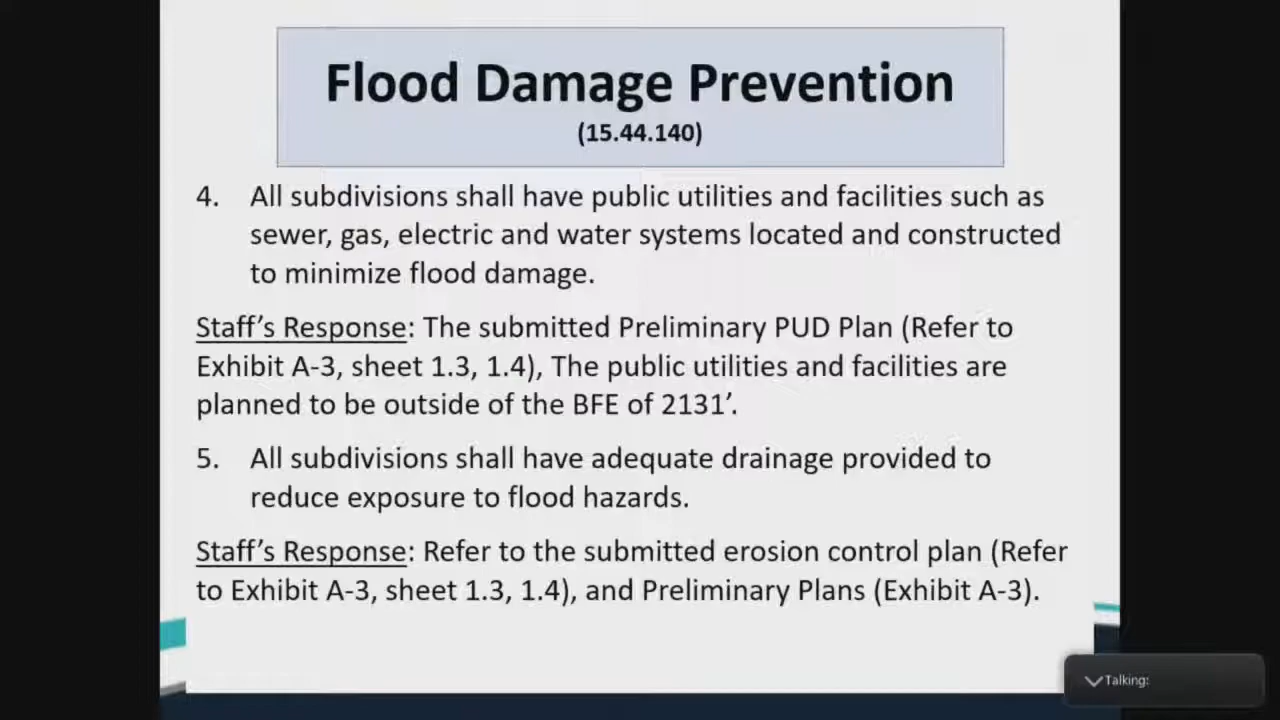 Flood Damage Prevention
(15.44.140)
4. All subdivisions shall have public utilities and facilities such as
sewer, gas, electric and water systems located and constructed
to minimize flood damage.
Staff’s Response: The submitted Preliminary PUD Plan (Refer to
Exhibit A-3, sheet 1.3, 1.4), The public utilities and facilities are
planned to be outside of the BFE of 2131’.
5. All subdivisions shall have adequate drainage provided to
reduce exposure to flood hazards.
Staff’s Response: Refer to the submitted erosion control plan (Refer
to Exhibit A-3, sheet 1.3, 1.4), and Preliminary Plans (Exhibit A-3).
Talking: